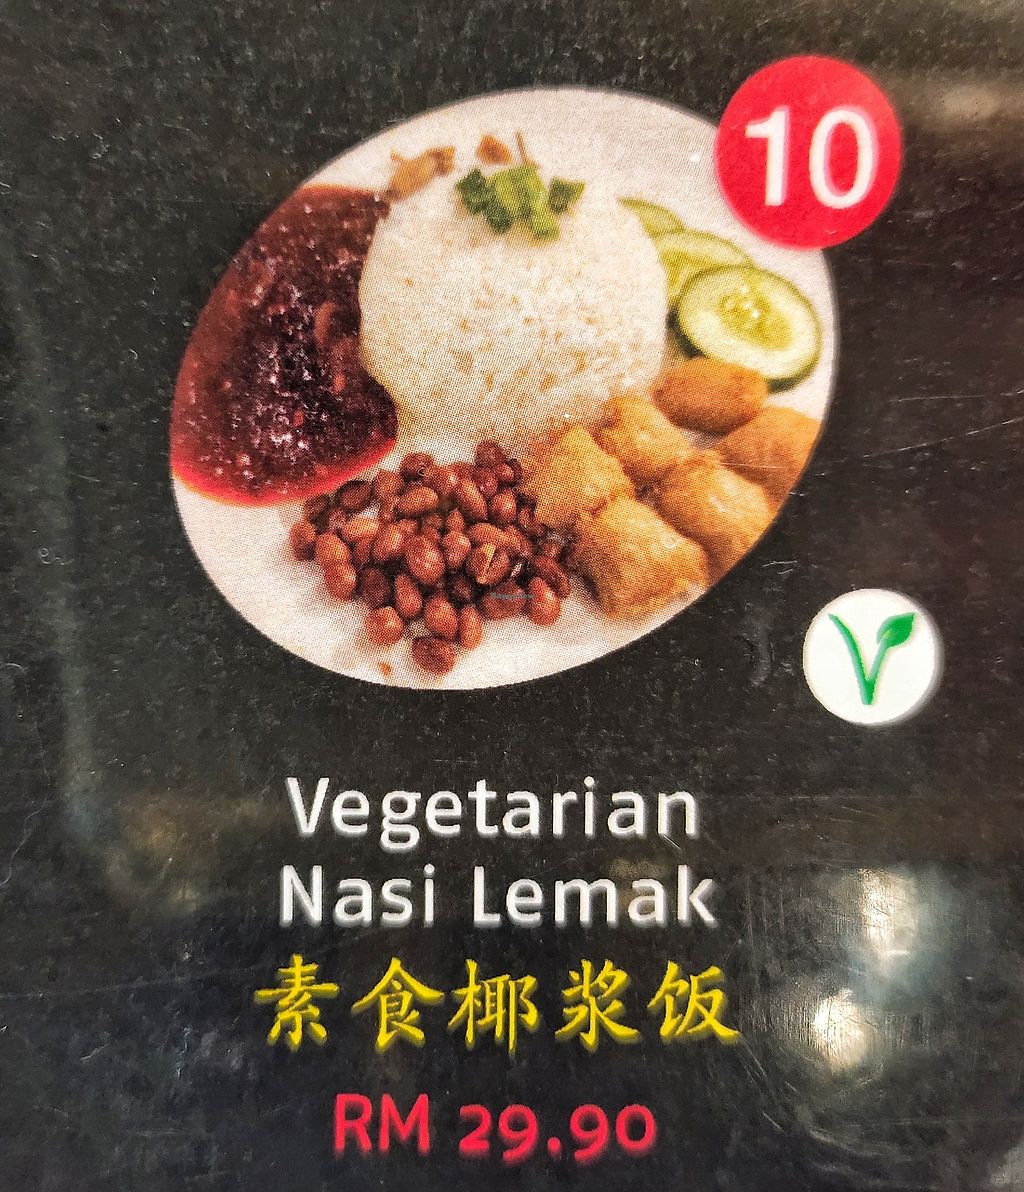 10
Vegetarian
Nasi Lemak
素食椰浆饭
RM 29.90